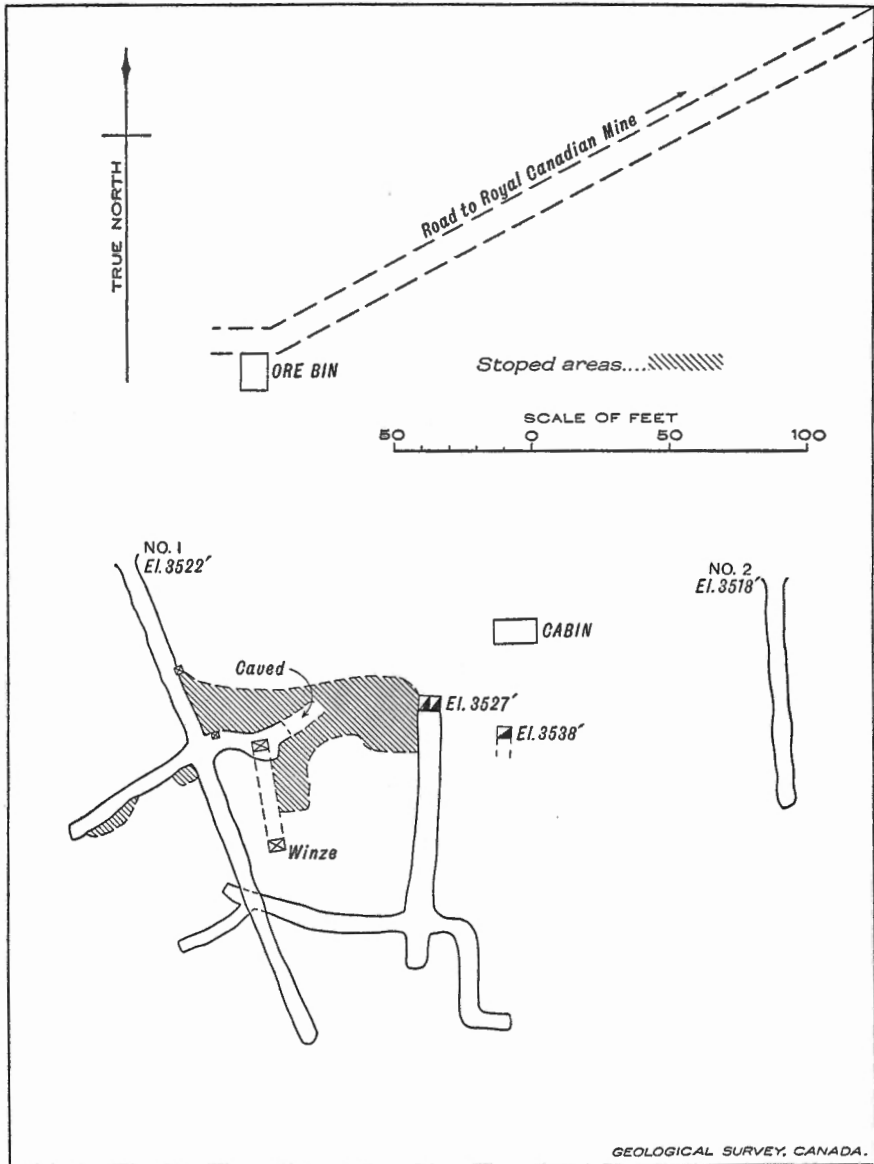 TRUE NORTH
Road to Royal Canadian Mine
ORE BIN
Stoped areas....
SCALE OF FEET
50 0 50 100
NO. 1
El. 3522′
NO. 2
El. 3518′
CABIN
Caved
El. 3527′
El. 3538′
Winze
GEOLOGICAL SURVEY, CANADA.